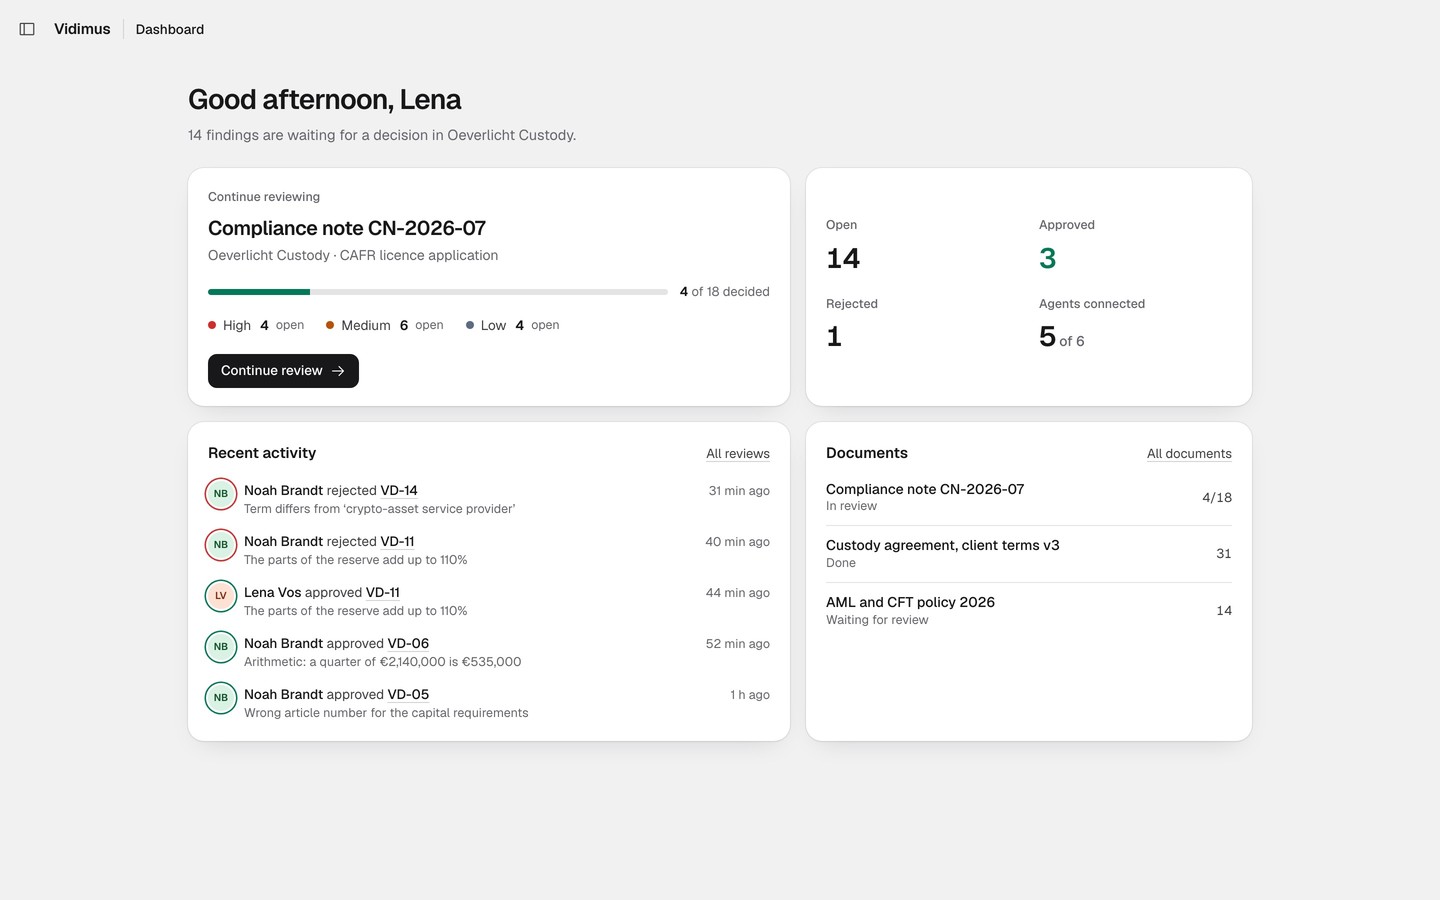 Vidimus
Dashboard
Good afternoon, Lena
14 findings are waiting for a decision in Oeverlicht Custody.
Continue reviewing
Compliance note CN-2026-07
Oeverlicht Custody · CAFR licence application
4 of 18 decided
High 4 open
Medium 6 open
Low 4 open
Continue review →
Open
14
Approved
3
Rejected
1
Agents connected
5 of 6
Recent activity
All reviews
NB
Noah Brandt rejected VD-14
31 min ago
Term differs from ‘crypto-asset service provider’
NB
Noah Brandt rejected VD-11
40 min ago
The parts of the reserve add up to 110%
LV
Lena Vos approved VD-11
44 min ago
The parts of the reserve add up to 110%
NB
Noah Brandt approved VD-06
52 min ago
Arithmetic: a quarter of €2,140,000 is €535,000
NB
Noah Brandt approved VD-05
1 h ago
Wrong article number for the capital requirements
Documents
All documents
Compliance note CN-2026-07
In review
4/18
Custody agreement, client terms v3
Done
31
AML and CFT policy 2026
Waiting for review
14